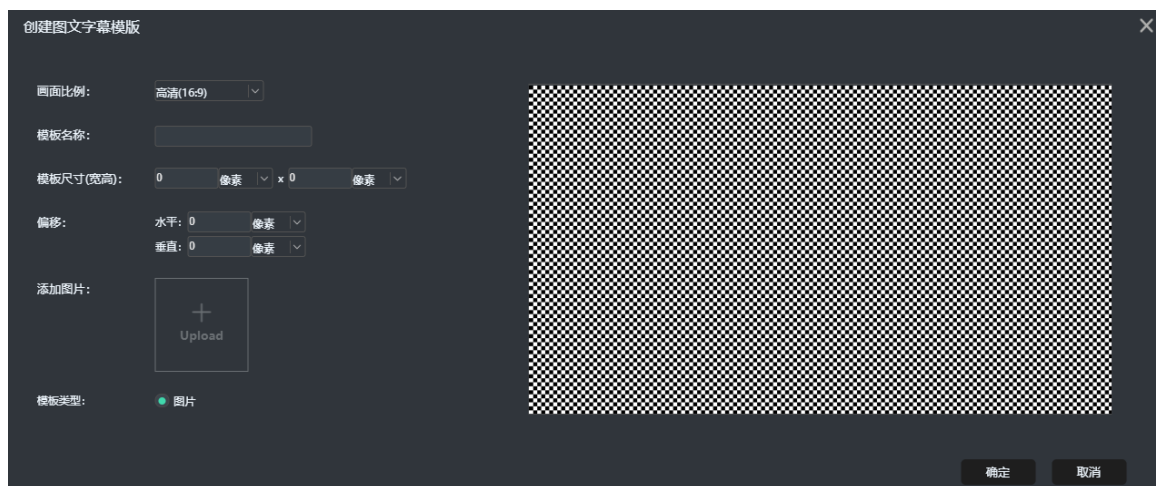 创建图文字幕模版
画面比例： 高清(16:9)
模板名称：
模板尺寸(宽高)： 0 像素 x 0 像素
偏移： 水平: 0 像素
垂直: 0 像素
添加图片：
Upload
模板类型： 图片
确定 取消